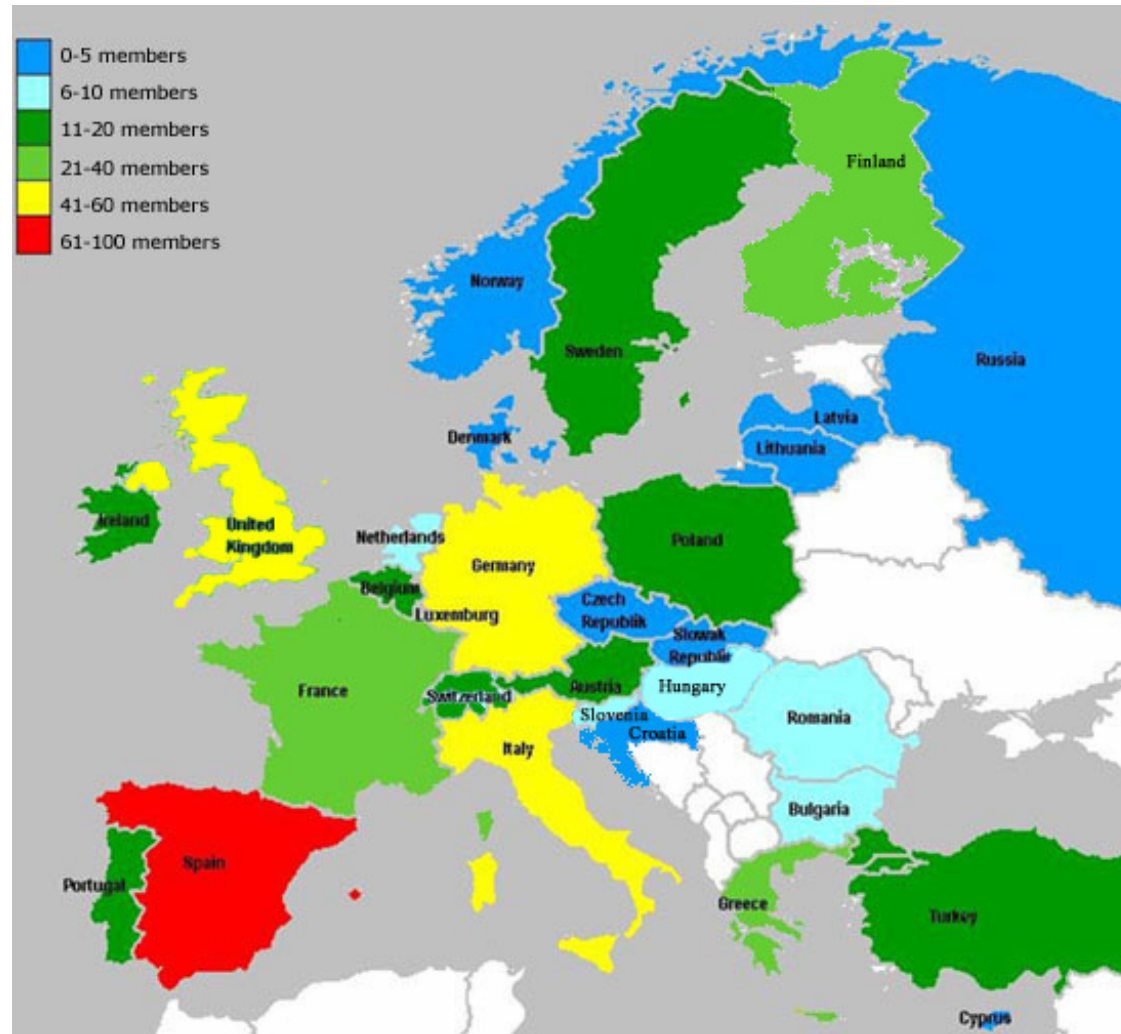 0-5 members
6-10 members
11-20 members
21-40 members
41-60 members
61-100 members
Finland
Norway
Sweden
Russia
Latvia
Denmark
Lithuania
Ireland
United
Kingdom
Netherlands
Poland
Germany
Belgium
Czech
Republik
Luxemburg
Slowak
Republir
France
Switzerland
Austria
Hungary
Slovenia
Croatia
Romania
Italy
Bulgaria
Spain
Portugal
Greece
Turkey
Cyprus